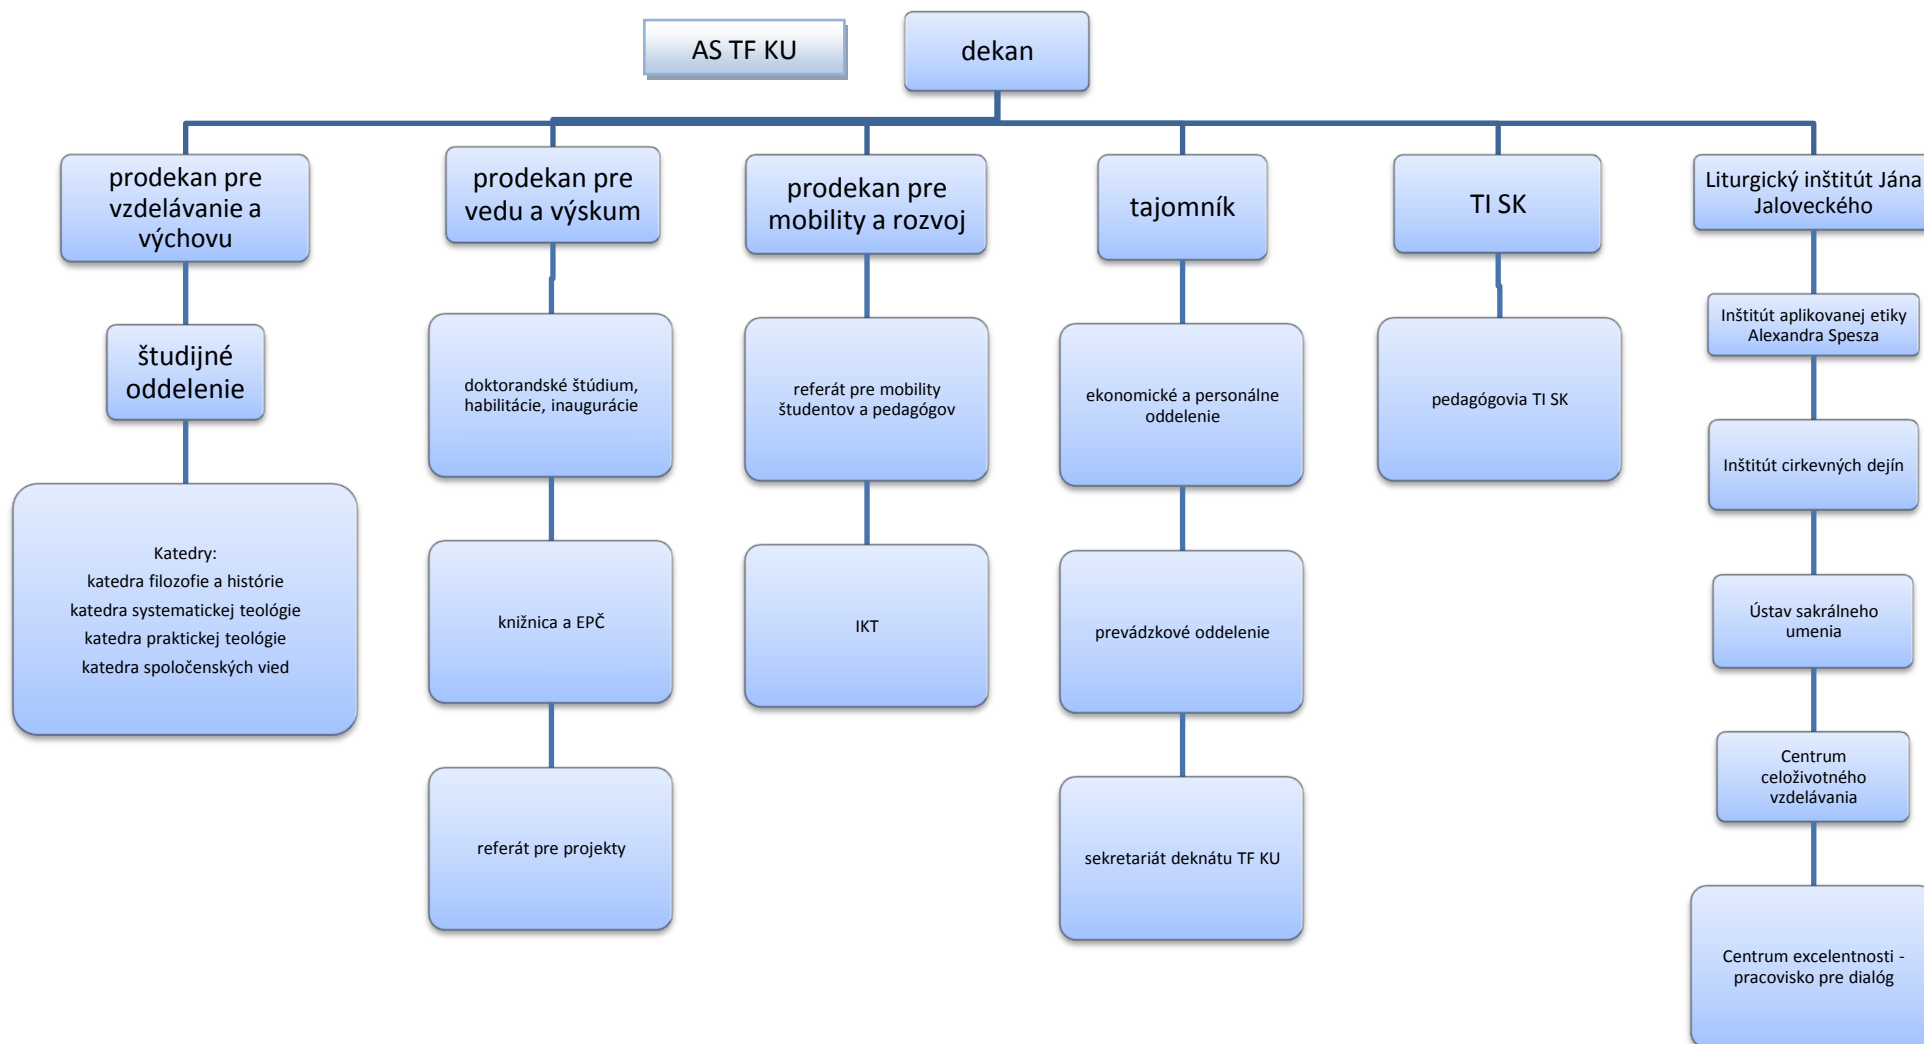 AS TF KU
dekan
prodekan pre
vzdelávanie a
výchovu
študijné
oddelenie
Katedry:
katedra filozofie a histórie
katedra systematickej teológie
katedra praktickej teológie
katedra spoločenských vied
prodekan pre
vedu a výskum
doktorandské štúdium,
habilitácie, inaugurácie
knižnica a EPČ
referát pre projekty
prodekan pre
mobility a rozvoj
referát pre mobility
študentov a pedagógov
IKT
tajomník
ekonomické a personálne
oddelenie
prevádzkové oddelenie
sekretariát deknátu TF KU
TI SK
pedagógovia TI SK
Liturgický inštitút Jána
Jaloveckého
Inštitút aplikovanej etiky
Alexandra Spesza
Inštitút cirkevných dejín
Ústav sakrálneho
umenia
Centrum
celoživotného
vzdelávania
Centrum excelentnosti -
pracovisko pre dialóg